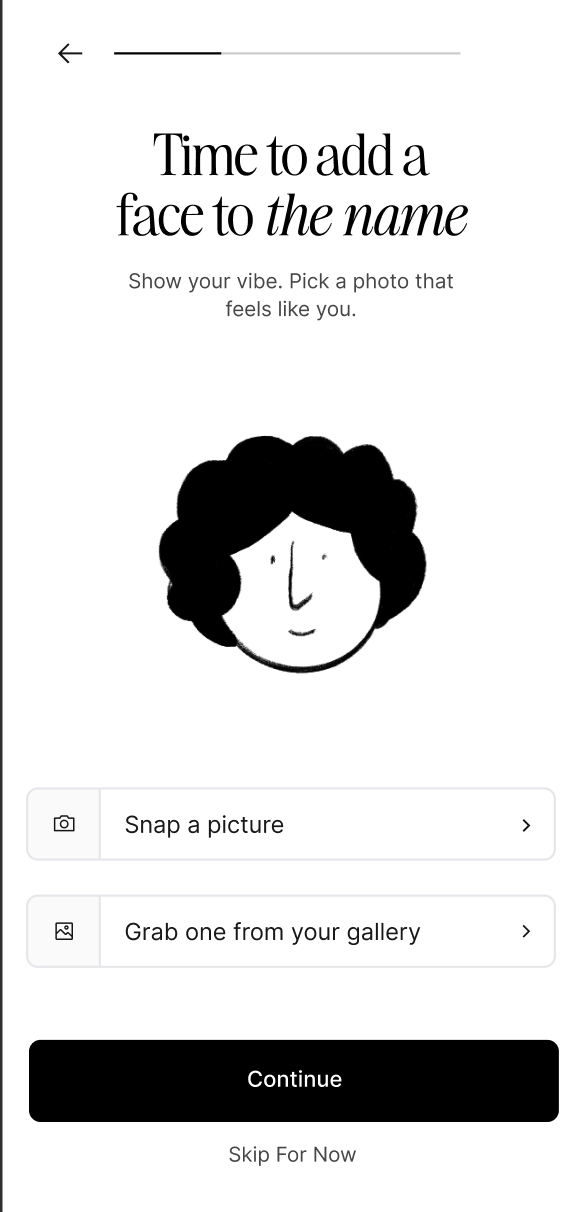 Time to add a
face to the name
Show your vibe. Pick a photo that
feels like you.
Snap a picture
Grab one from your gallery
Continue
Skip For Now